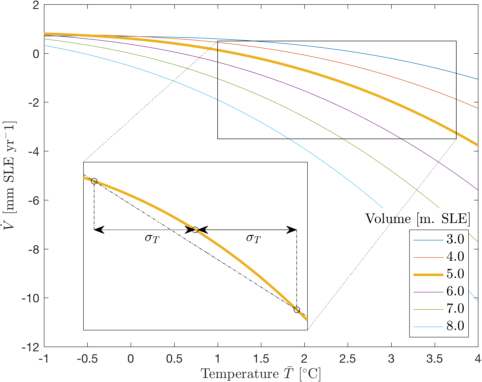 2
0
-2
-4
-6
-8
-10
-12
V̇ [mm SLE yr⁻1)
σT σT
Volume [m. SLE]
3.0
4.0
5.0
6.0
7.0
8.0
-1 -0.5 0 0.5 1 1.5 2 2.5 3 3.5 4
Temperature T̄ [°C]